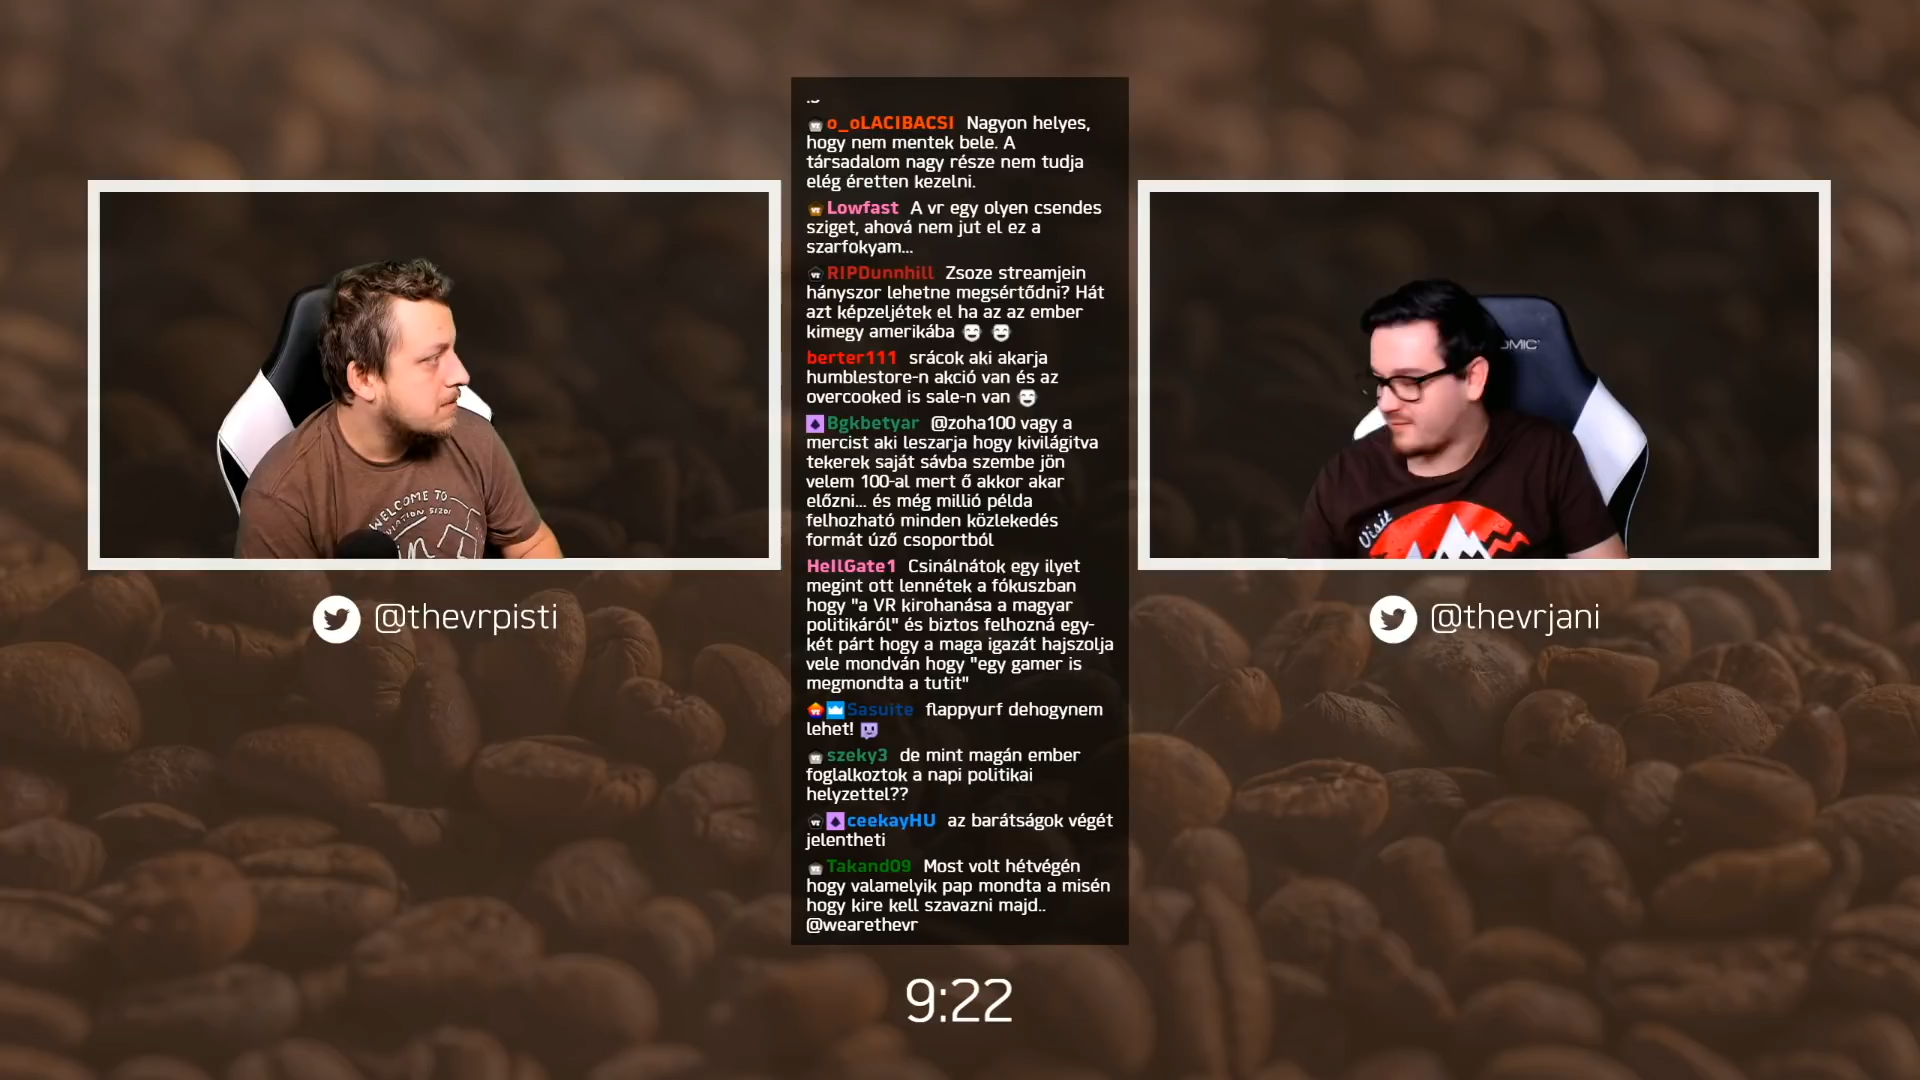 o_oLACIBACSI Nagyon helyes,
hogy nem mentek bele. A
társadalom nagy része nem tudja
elég éretten kezelni.
Lowfast A vr egy olyen csendes
sziget, ahová nem jut el ez a
szarfokyam...
RIPDunnhill Zsoze streamjein
hányszor lehetne megsértődni? Hát
azt képzeljétek el ha az az ember
kimegy amerikába
berter111 srácok aki akarja
humblestore-n akció van és az
overcooked is sale-n van
Bgkbetyar @zoha100 vagy a
mercist aki leszarja hogy kivilágitva
tekerek saját sávba szembe jön
velem 100-al mert ő akkor akar
előzni... és még millió példa
felhozható minden közlekedés
formát úző csoportból
HellGate1 Csinálnátok egy ilyet
megint ott lennétek a fókuszban
hogy "a VR kirohanása a magyar
politikáról" és biztos felhozná egy-
két párt hogy a maga igazát hajszolja
vele mondván hogy "egy gamer is
megmondta a tutit"
Sasuite flappyurf dehogynem
lehet!
szeky3 de mint magán ember
foglalkoztok a napi politikai
helyzettel??
ceekayHU az barátságok végét
jelentheti
Takand09 Most volt hétvégén
hogy valamelyik pap mondta a misén
hogy kire kell szavazni majd..
@wearethevr
WELCOME TO
OMIC
Visit
@thevrpisti
@thevrjani
9:22